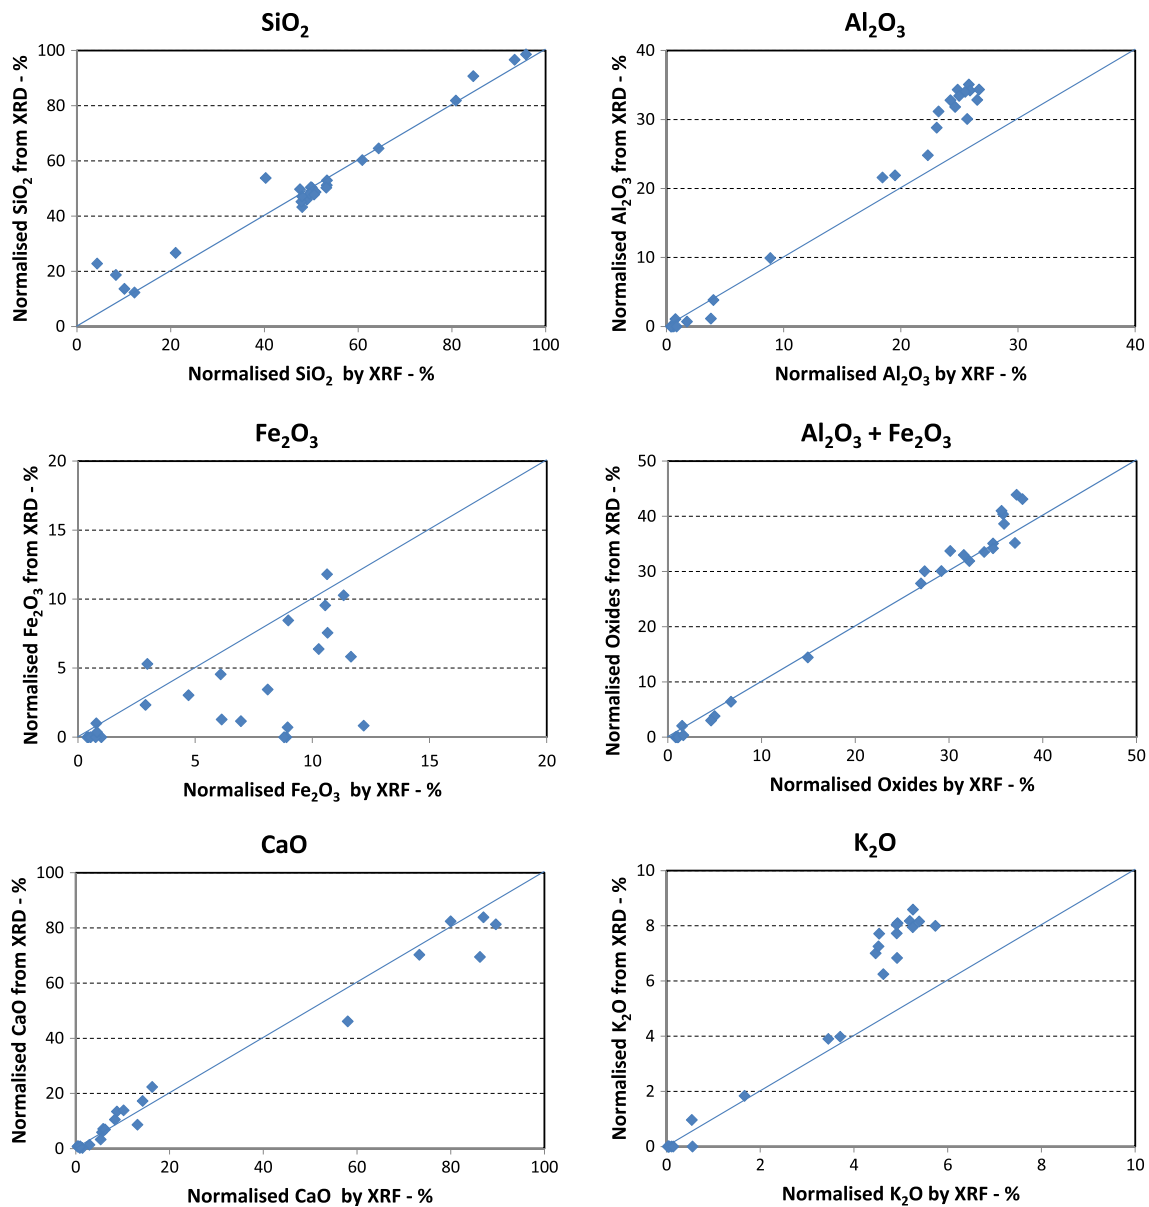 SiO2
Normalised SiO2 from XRD - %
100
80
60
40
20
0
0 20 40 60 80 100
Normalised SiO2 by XRF - %
Al2O3
Normalised Al2O3 from XRD - %
40
30
20
10
0
0 10 20 30 40
Normalised Al2O3 by XRF - %
Fe2O3
Normalised Fe2O3 from XRD - %
20
15
10
5
0
0 5 10 15 20
Normalised Fe2O3 by XRF - %
Al2O3 + Fe2O3
Normalised Oxides from XRD - %
50
40
30
20
10
0
0 10 20 30 40 50
Normalised Oxides by XRF - %
CaO
Normalised CaO from XRD - %
100
80
60
40
20
0
0 20 40 60 80 100
Normalised CaO by XRF - %
K2O
Normalised K2O from XRD - %
10
8
6
4
2
0
0 2 4 6 8 10
Normalised K2O by XRF - %